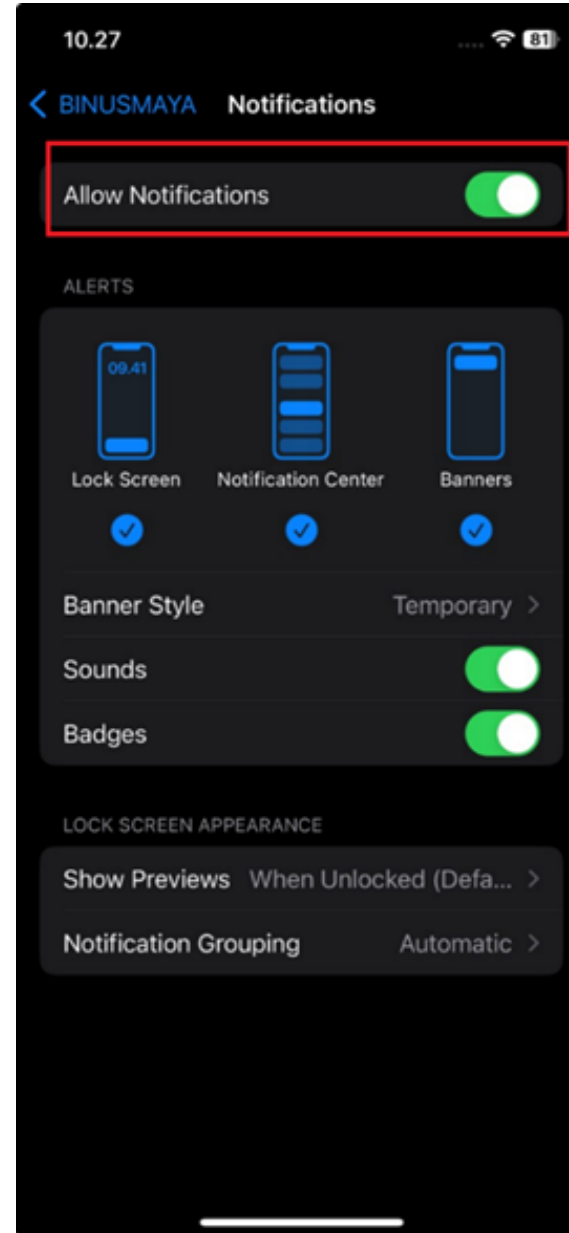 10.27 81
BINUSMAYA Notifications
Allow Notifications
ALERTS
09.41
Lock Screen Notification Center Banners
Banner Style Temporary
Sounds
Badges
LOCK SCREEN APPEARANCE
Show Previews When Unlocked (Defa...
Notification Grouping Automatic